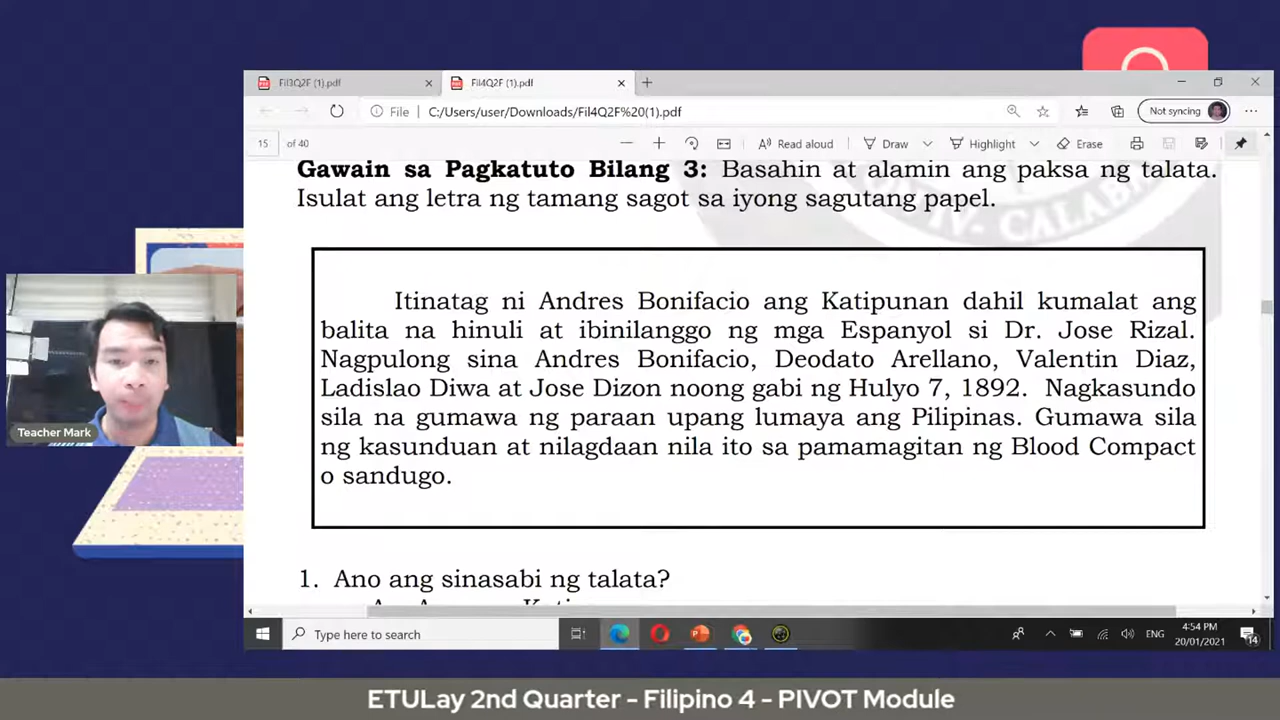 Fil3Q2F (1).pdf
Fil4Q2F (1).pdf
File
C:/Users/user/Downloads/Fil4Q2F%20(1).pdf
Not syncing
15 of 40
Read aloud
Draw
Highlight
Erase
Gawain sa Pagkatuto Bilang 3: Basahin at alamin ang paksa ng talata.
Isulat ang letra ng tamang sagot sa iyong sagutang papel.
V. CALAB
Itinatag ni Andres Bonifacio ang Katipunan dahil kumalat ang
balita na hinuli at ibinilanggo ng mga Espanyol si Dr. Jose Rizal.
Nagpulong sina Andres Bonifacio, Deodato Arellano, Valentin Diaz,
Ladislao Diwa at Jose Dizon noong gabi ng Hulyo 7, 1892. Nagkasundo
sila na gumawa ng paraan upang lumaya ang Pilipinas. Gumawa sila
ng kasunduan at nilagdaan nila ito sa pamamagitan ng Blood Compact
o sandugo.
1. Ano ang sinasabi ng talata?
Teacher Mark
Type here to search
ENG
4:54 PM
20/01/2021
14
ETULay 2nd Quarter - Filipino 4 - PIVOT Module